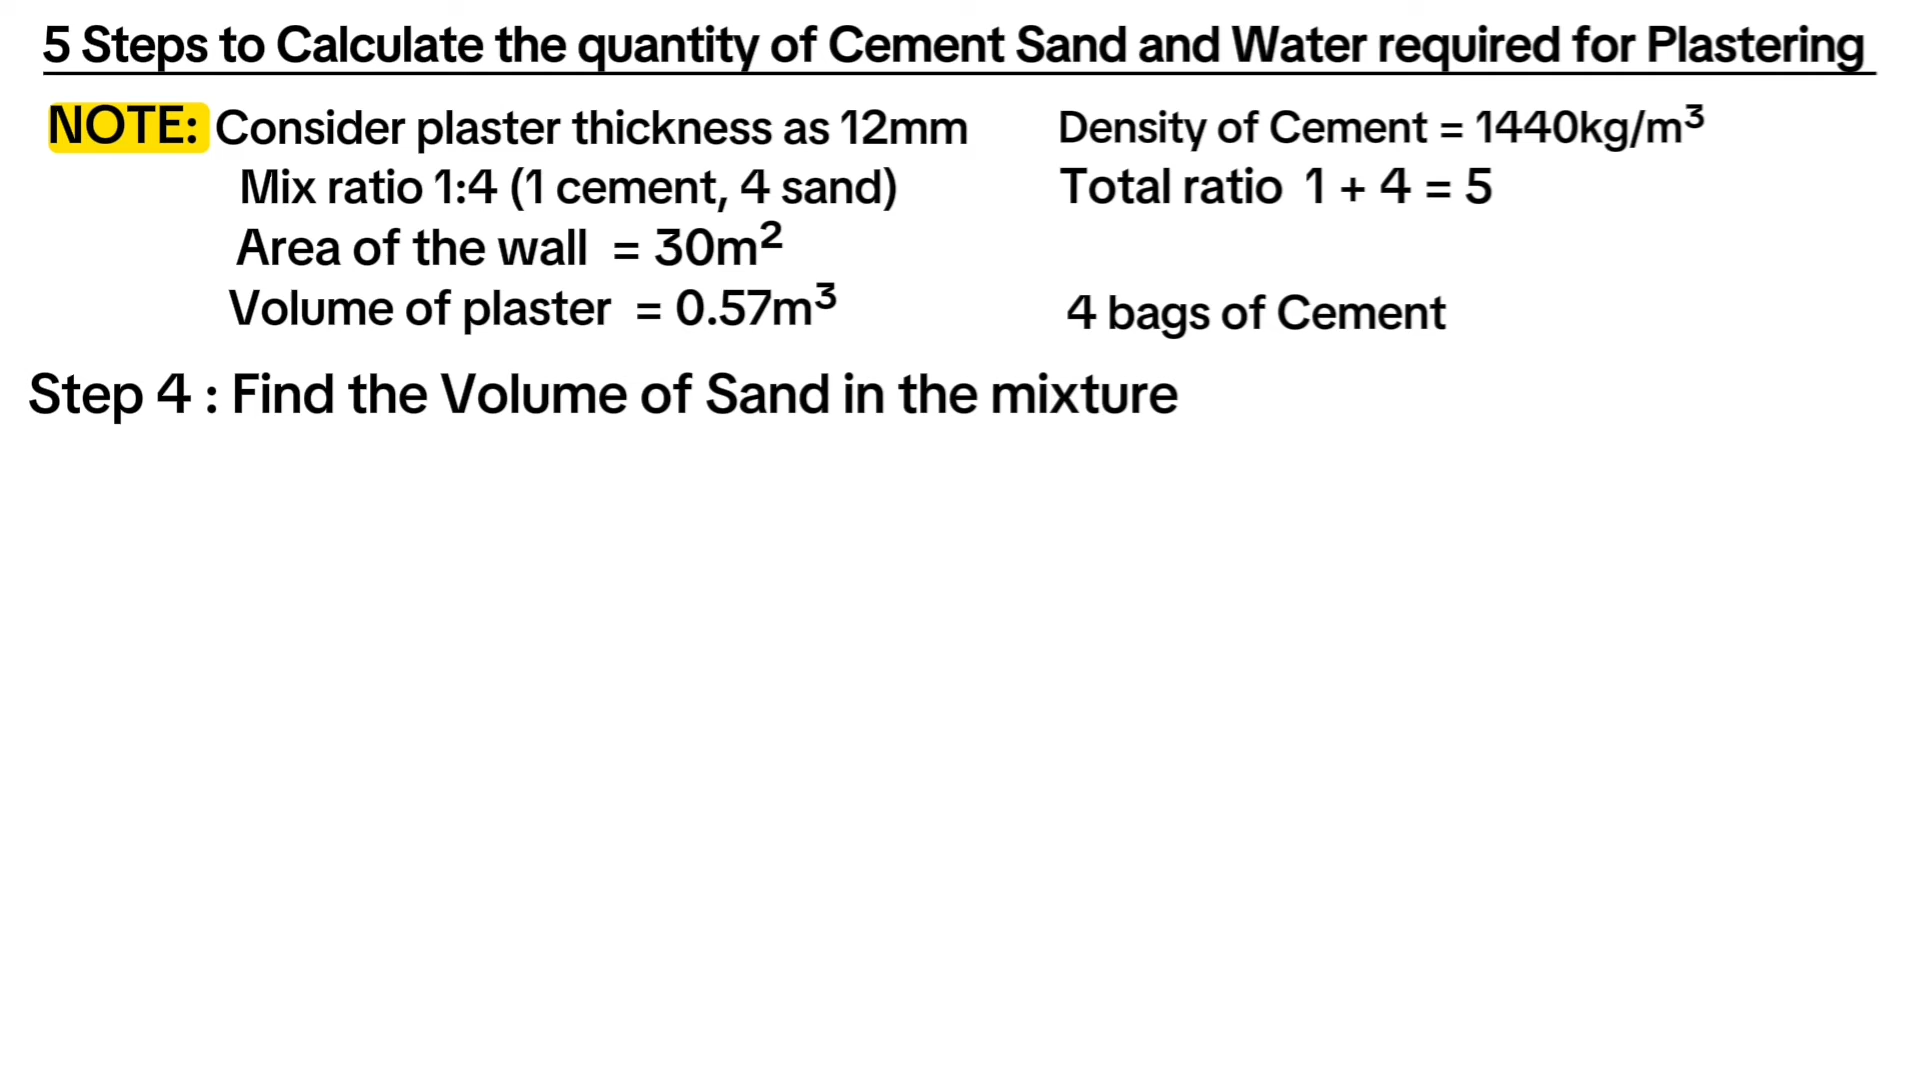 5 Steps to Calculate the quantity of Cement Sand and Water required for Plastering
NOTE: Consider plaster thickness as 12mm
Mix ratio 1:4 (1 cement, 4 sand)
Area of the wall = 30m²
Volume of plaster = 0.57m³
Density of Cement = 1440kg/m³
Total ratio 1 + 4 = 5
4 bags of Cement
Step 4 : Find the Volume of Sand in the mixture